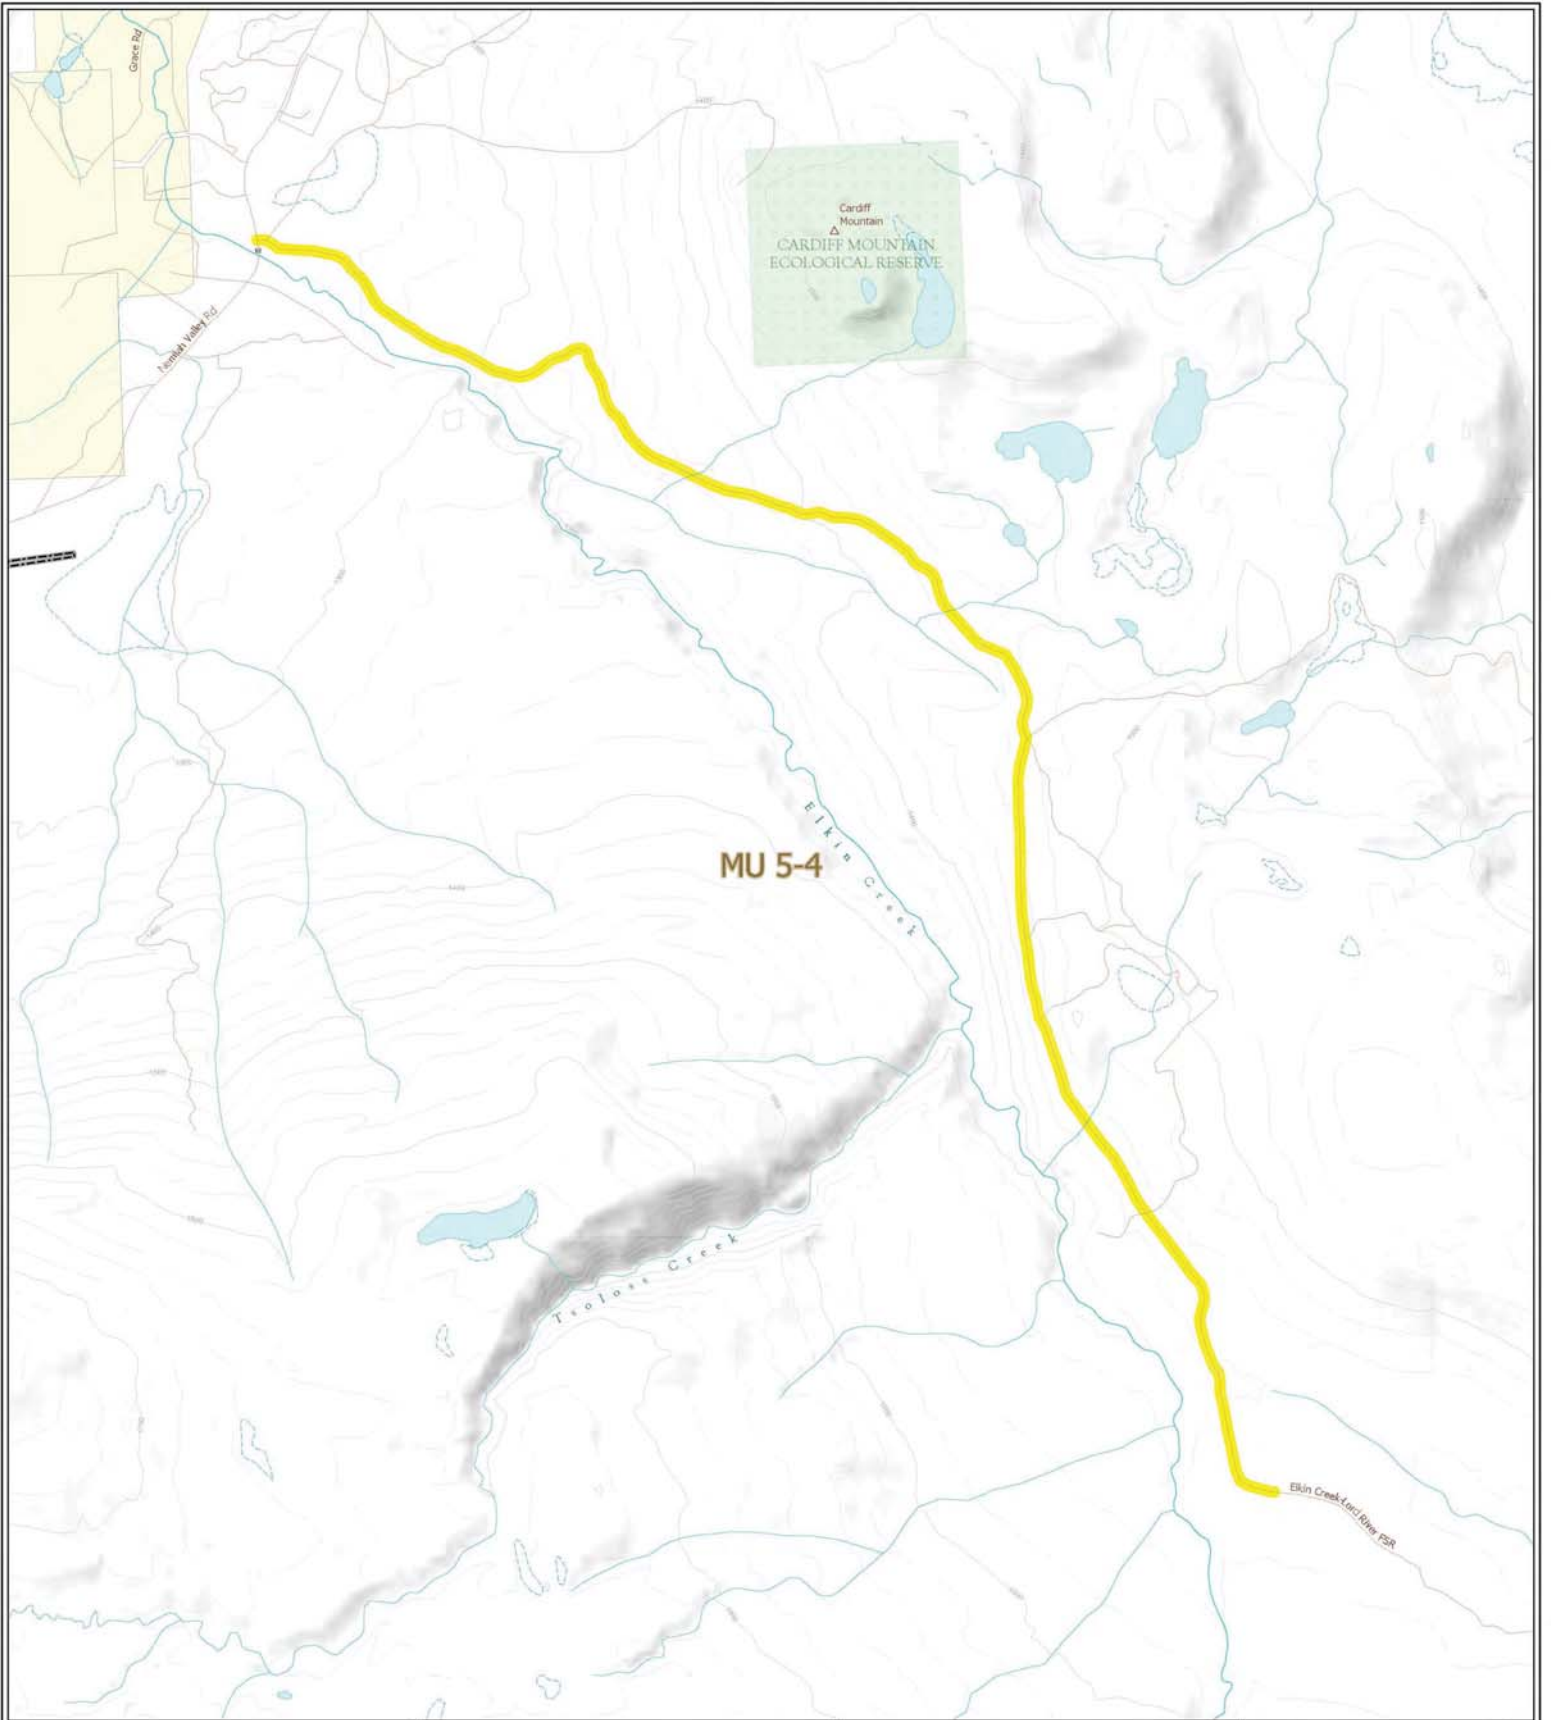 Grace Rd
Cardiff
Mountain
CARDIFF MOUNTAIN
ECOLOGICAL RESERVE
Nemiah Valley Rd
Elkin Creek
MU 5-4
Tsoloss Creek
Elkin Creek-Lord River FSR